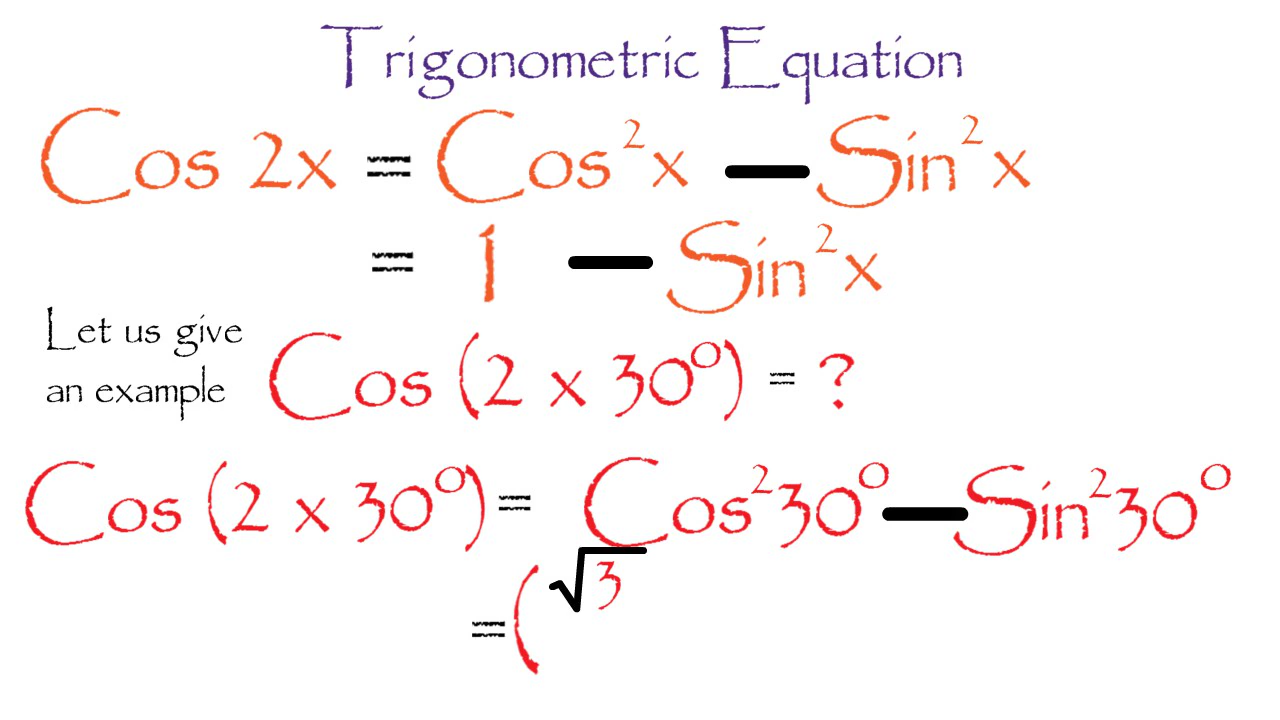 Trigonometric Equation
Cos 2x = Cos²x − Sin²x
= 1 − Sin²x
Let us give
an example
Cos (2 x 30⁰) = ?
Cos (2 x 30⁰) = Cos²30⁰ − Sin²30⁰
= (√3